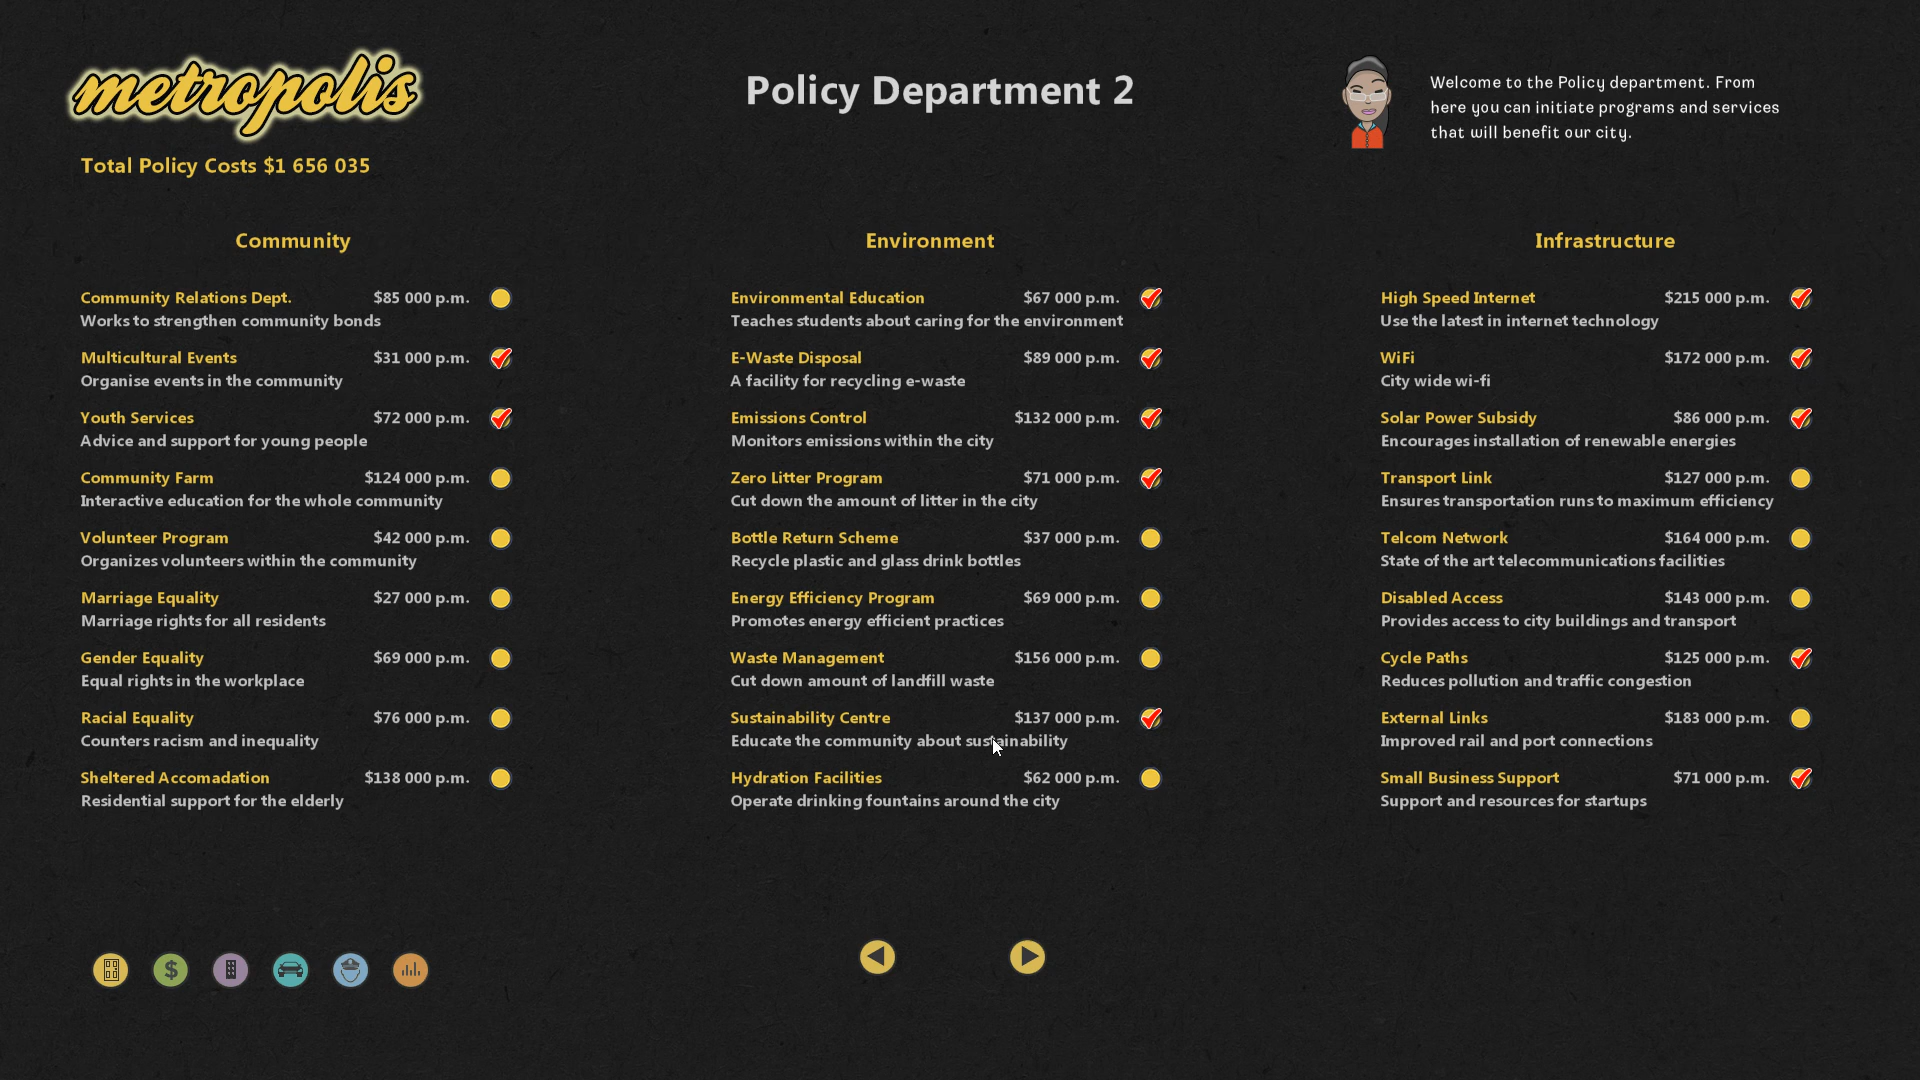 metropolis
Policy Department 2
Welcome to the Policy department. From
here you can initiate programs and services
that will benefit our city.
Total Policy Costs $1 656 035
Community
Community Relations Dept. $85 000 p.m.
Works to strengthen community bonds
Multicultural Events $31 000 p.m.
Organise events in the community
Youth Services $72 000 p.m.
Advice and support for young people
Community Farm $124 000 p.m.
Interactive education for the whole community
Volunteer Program $42 000 p.m.
Organizes volunteers within the community
Marriage Equality $27 000 p.m.
Marriage rights for all residents
Gender Equality $69 000 p.m.
Equal rights in the workplace
Racial Equality $76 000 p.m.
Counters racism and inequality
Sheltered Accomadation $138 000 p.m.
Residential support for the elderly
Environment
Environmental Education $67 000 p.m.
Teaches students about caring for the environment
E-Waste Disposal $89 000 p.m.
A facility for recycling e-waste
Emissions Control $132 000 p.m.
Monitors emissions within the city
Zero Litter Program $71 000 p.m.
Cut down the amount of litter in the city
Bottle Return Scheme $37 000 p.m.
Recycle plastic and glass drink bottles
Energy Efficiency Program $69 000 p.m.
Promotes energy efficient practices
Waste Management $156 000 p.m.
Cut down amount of landfill waste
Sustainability Centre $137 000 p.m.
Educate the community about sustainability
Hydration Facilities $62 000 p.m.
Operate drinking fountains around the city
Infrastructure
High Speed Internet $215 000 p.m.
Use the latest in internet technology
WiFi $172 000 p.m.
City wide wi-fi
Solar Power Subsidy $86 000 p.m.
Encourages installation of renewable energies
Transport Link $127 000 p.m.
Ensures transportation runs to maximum efficiency
Telcom Network $164 000 p.m.
State of the art telecommunications facilities
Disabled Access $143 000 p.m.
Provides access to city buildings and transport
Cycle Paths $125 000 p.m.
Reduces pollution and traffic congestion
External Links $183 000 p.m.
Improved rail and port connections
Small Business Support $71 000 p.m.
Support and resources for startups
$